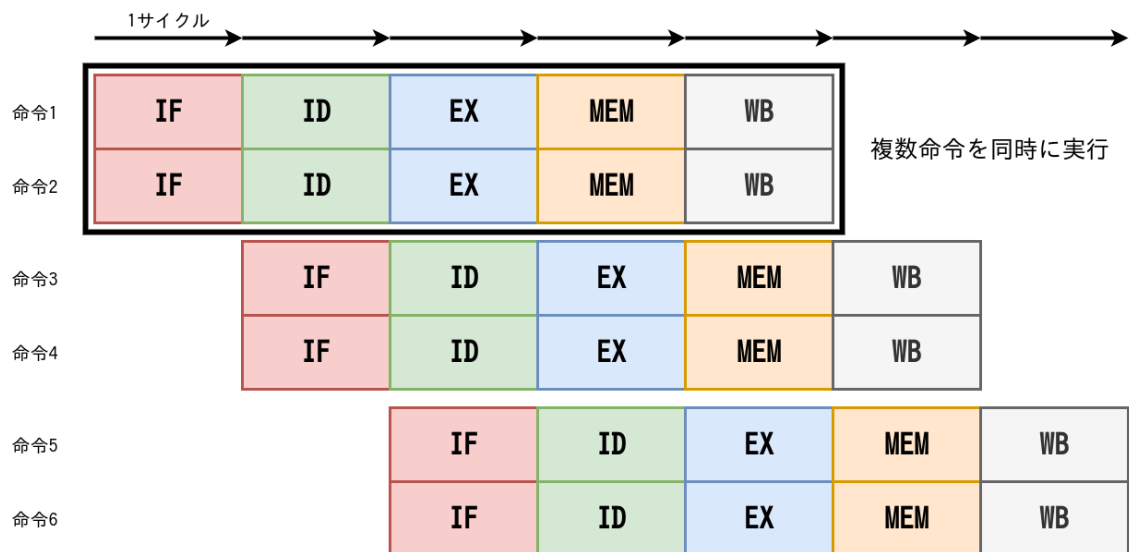 1サイクル
命令1 IF ID EX MEM WB
複数命令を同時に実行
命令2 IF ID EX MEM WB
命令3 IF ID EX MEM WB
命令4 IF ID EX MEM WB
命令5 IF ID EX MEM WB
命令6 IF ID EX MEM WB